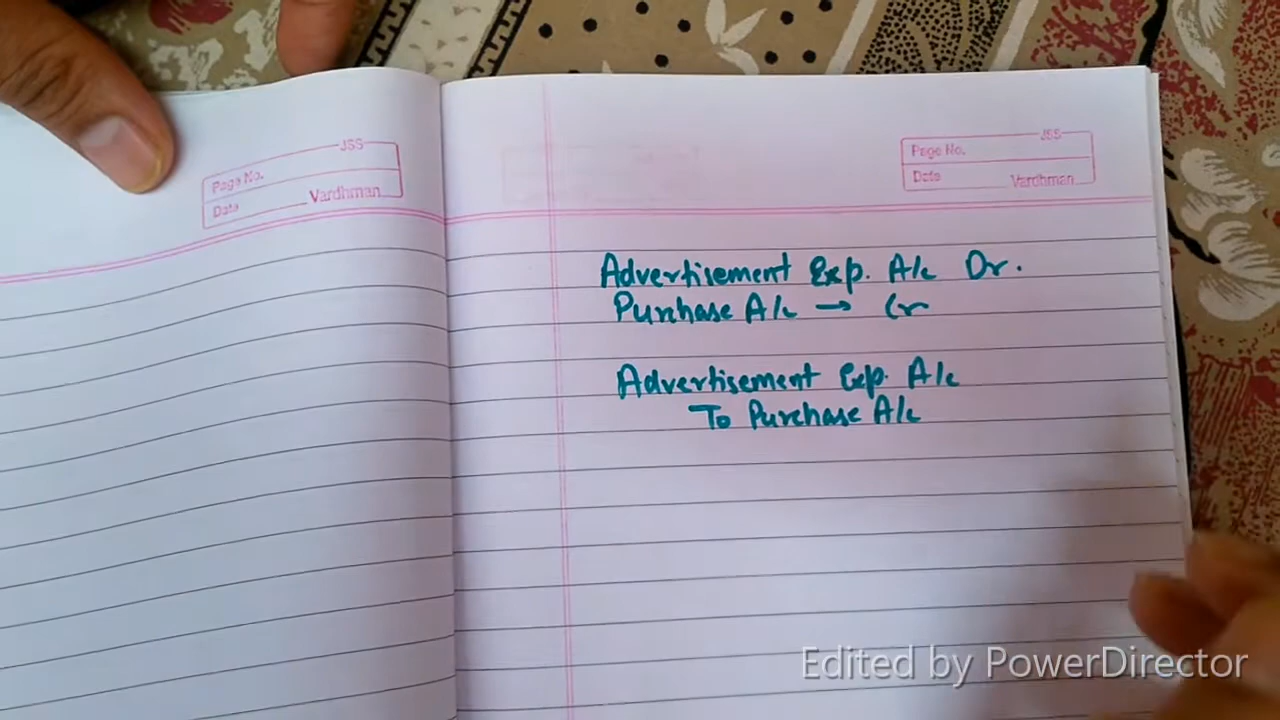 JSS
Page No.
Date
Vardhman
JSS
Page No.
Date
Vardhman
Advertisement Exp. A/c Dr.
Purchase A/c → Cr
Advertisement Exp. A/c
To Purchase A/c
Edited by PowerDirector